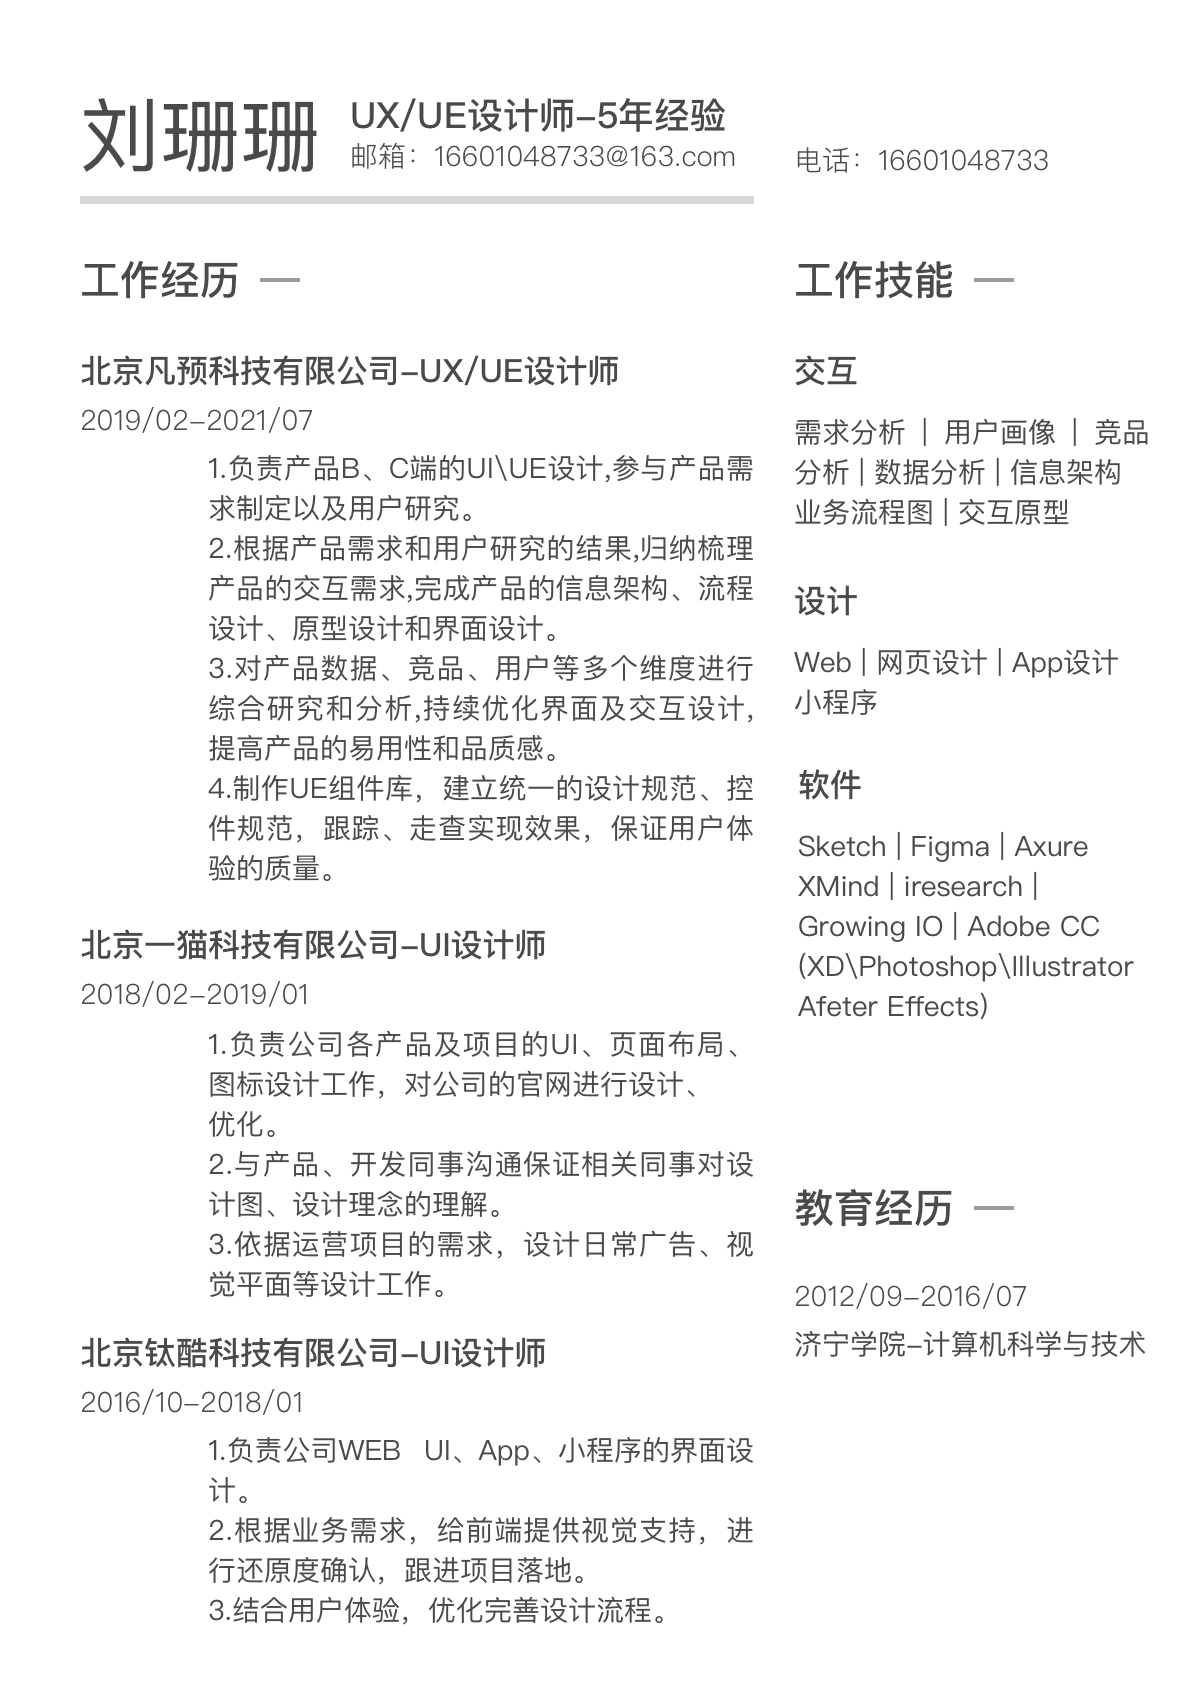 刘珊珊
UX/UE设计师-5年经验
邮箱：16601048733@163.com
电话：16601048733
工作经历 —
北京凡预科技有限公司-UX/UE设计师
2019/02-2021/07
1.负责产品B、C端的UI\UE设计,参与产品需
求制定以及用户研究。
2.根据产品需求和用户研究的结果,归纳梳理
产品的交互需求,完成产品的信息架构、流程
设计、原型设计和界面设计。
3.对产品数据、竞品、用户等多个维度进行
综合研究和分析,持续优化界面及交互设计,
提高产品的易用性和品质感。
4.制作UE组件库，建立统一的设计规范、控
件规范，跟踪、走查实现效果，保证用户体
验的质量。
北京一猫科技有限公司-UI设计师
2018/02-2019/01
1.负责公司各产品及项目的UI、页面布局、
图标设计工作，对公司的官网进行设计、
优化。
2.与产品、开发同事沟通保证相关同事对设
计图、设计理念的理解。
3.依据运营项目的需求，设计日常广告、视
觉平面等设计工作。
北京钛酷科技有限公司-UI设计师
2016/10-2018/01
1.负责公司WEB UI、App、小程序的界面设
计。
2.根据业务需求，给前端提供视觉支持，进
行还原度确认，跟进项目落地。
3.结合用户体验，优化完善设计流程。
工作技能 —
交互
需求分析 | 用户画像 | 竞品
分析 | 数据分析 | 信息架构
业务流程图 | 交互原型
设计
Web | 网页设计 | App设计
小程序
软件
Sketch | Figma | Axure
XMind | iresearch |
Growing IO | Adobe CC
(XD\Photoshop\Illustrator
Afeter Effects)
教育经历 —
2012/09-2016/07
济宁学院-计算机科学与技术